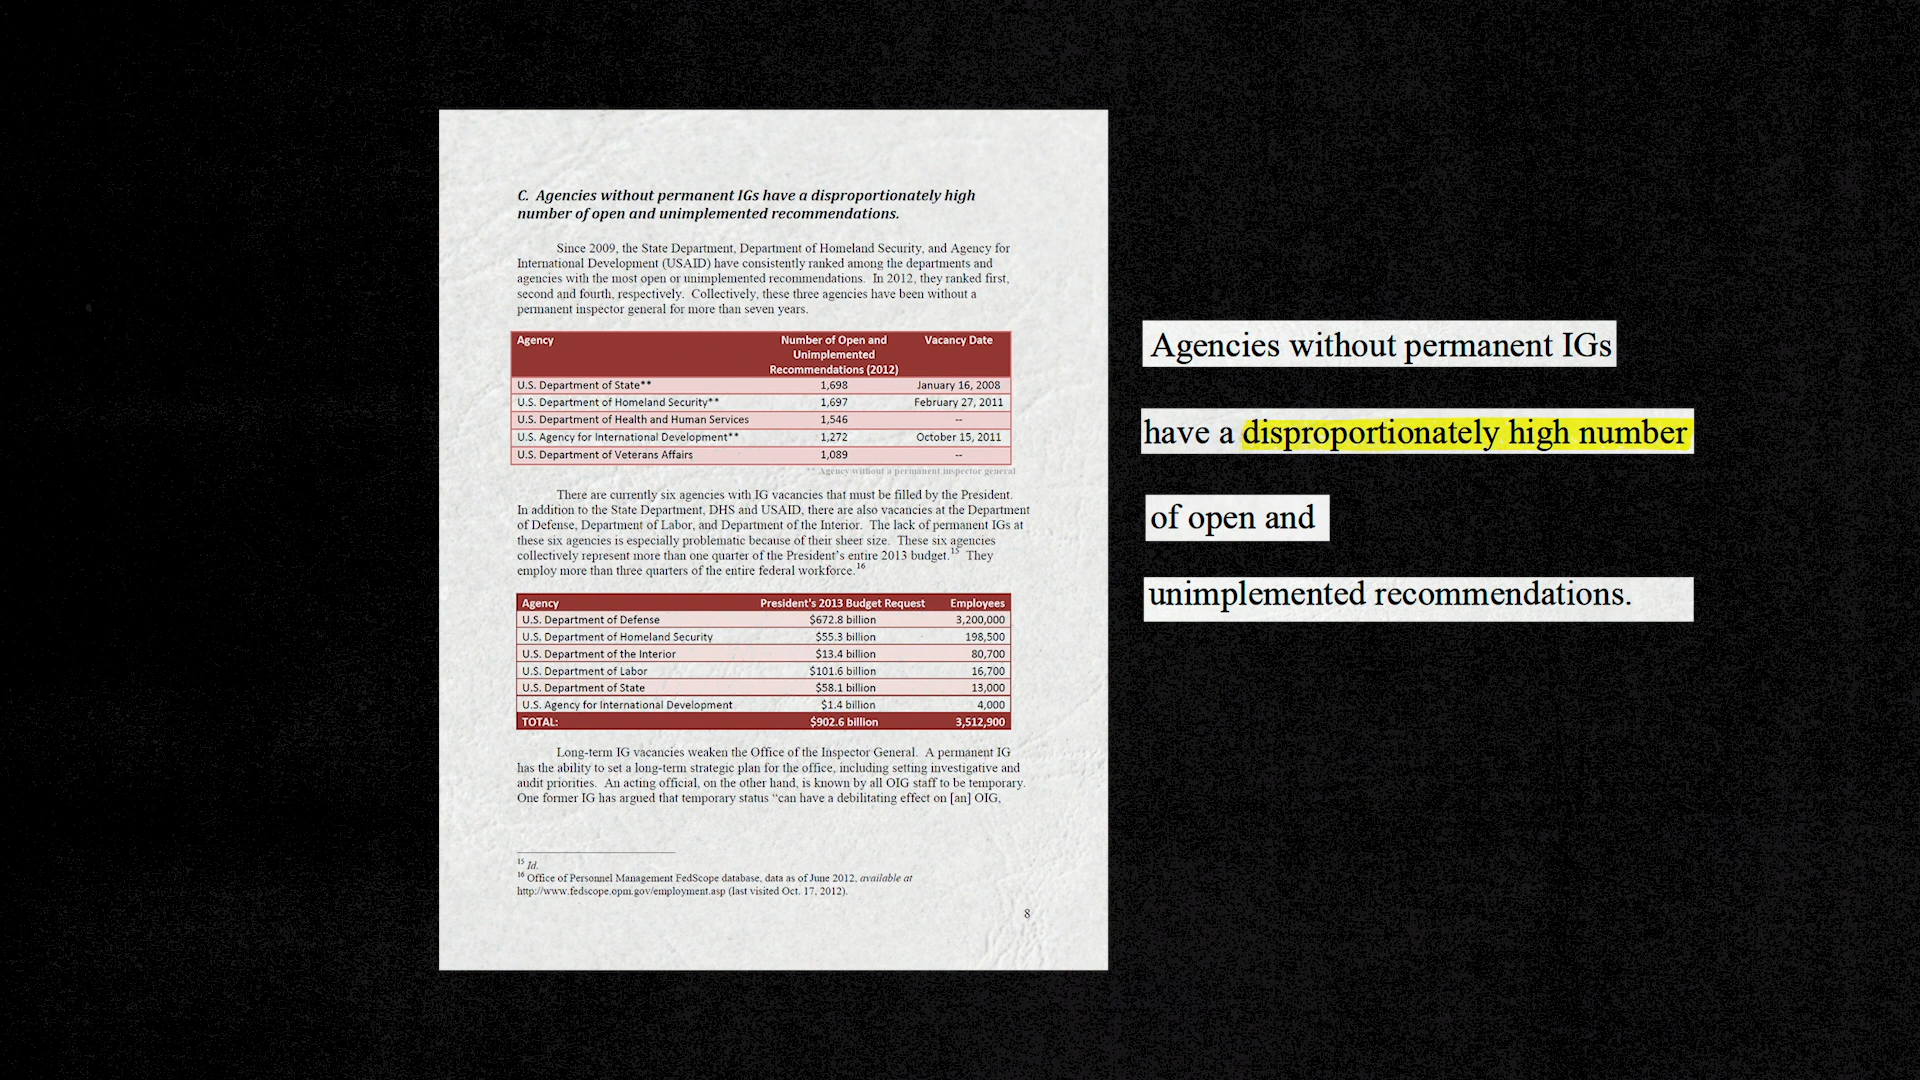 C. Agencies without permanent IGs have a disproportionately high
number of open and unimplemented recommendations.
Since 2009, the State Department, Department of Homeland Security, and Agency for
International Development (USAID) have consistently ranked among the departments and
agencies with the most open or unimplemented recommendations. In 2012, they ranked first,
second and fourth, respectively. Collectively, these three agencies have been without a
permanent inspector general for more than seven years.
Agency Number of Open and Unimplemented Recommendations (2012) Vacancy Date
U.S. Department of State** 1,698 January 16, 2008
U.S. Department of Homeland Security** 1,697 February 27, 2011
U.S. Department of Health and Human Services 1,546 --
U.S. Agency for International Development** 1,272 October 15, 2011
U.S. Department of Veterans Affairs 1,089 --
** Agency without a permanent inspector general
There are currently six agencies with IG vacancies that must be filled by the President.
In addition to the State Department, DHS and USAID, there are also vacancies at the Department
of Defense, Department of Labor, and Department of the Interior. The lack of permanent IGs at
these six agencies is especially problematic because of their sheer size. These six agencies
collectively represent more than one quarter of the President's entire 2013 budget.15 They
employ more than three quarters of the entire federal workforce.16
Agency President's 2013 Budget Request Employees
U.S. Department of Defense $672.8 billion 3,200,000
U.S. Department of Homeland Security $55.3 billion 198,500
U.S. Department of the Interior $13.4 billion 80,700
U.S. Department of Labor $101.6 billion 16,700
U.S. Department of State $58.1 billion 13,000
U.S. Agency for International Development $1.4 billion 4,000
TOTAL: $902.6 billion 3,512,900
Long-term IG vacancies weaken the Office of the Inspector General. A permanent IG
has the ability to set a long-term strategic plan for the office, including setting investigative and
audit priorities. An acting official, on the other hand, is known by all OIG staff to be temporary.
One former IG has argued that temporary status "can have a debilitating effect on [an] OIG,
15 Id.
16 Office of Personnel Management FedScope database, data as of June 2012, available at
http://www.fedscope.opm.gov/employment.asp (last visited Oct. 17, 2012).
8
Agencies without permanent IGs
have a disproportionately high number
of open and
unimplemented recommendations.